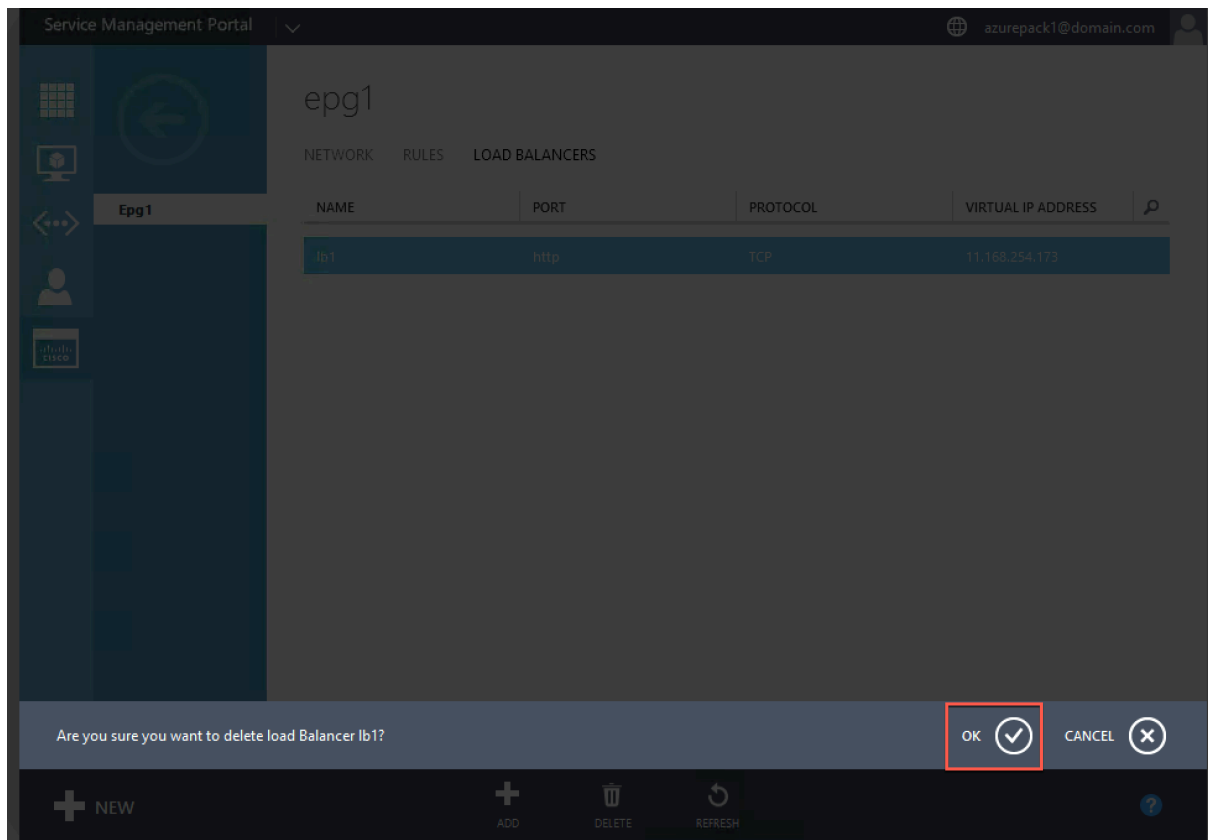 Service Management Portal
azurepack1@domain.com
epg1
NETWORK RULES LOAD BALANCERS
Epg1
NAME PORT PROTOCOL VIRTUAL IP ADDRESS
lb1 http TCP 11.168.254.173
cisco
Are you sure you want to delete load Balancer lb1?
OK CANCEL
NEW
ADD DELETE REFRESH
?